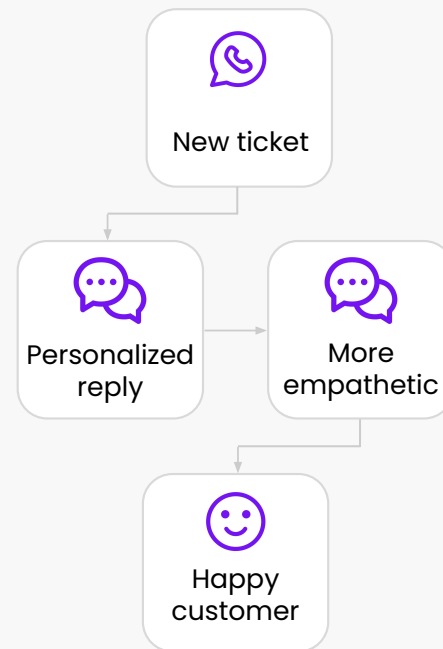 New ticket
Personalized
reply
More
empathetic
Happy
customer